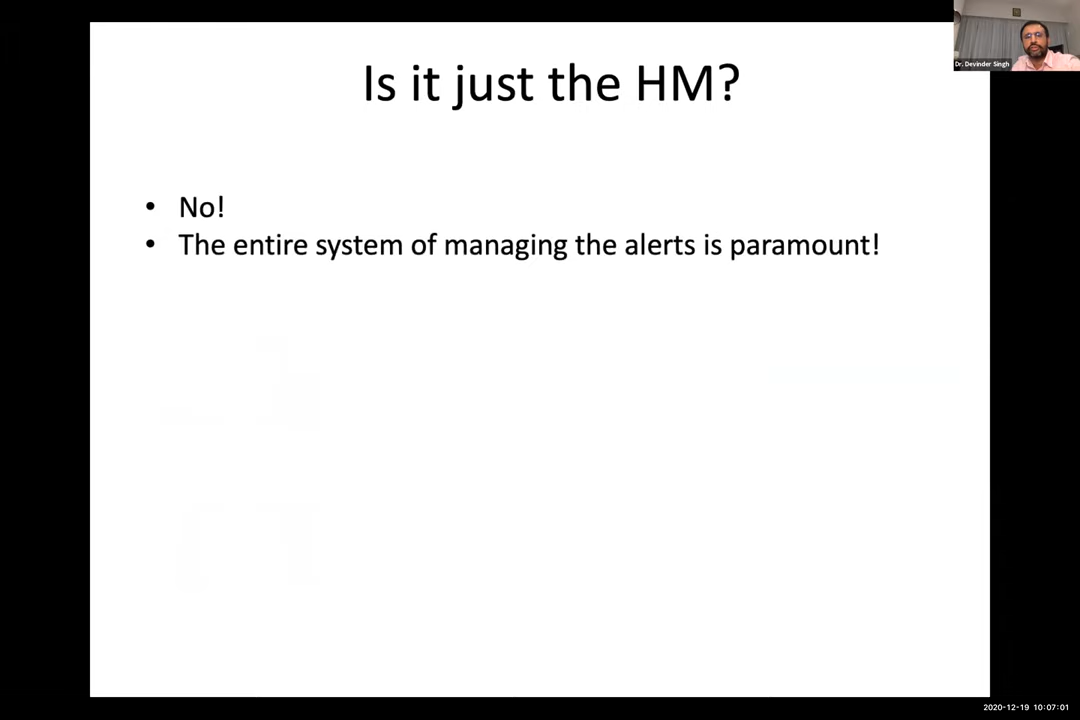 Is it just the HM?
Dr. Devinder Singh
• No!
• The entire system of managing the alerts is paramount!
2020-12-19 10:07:01